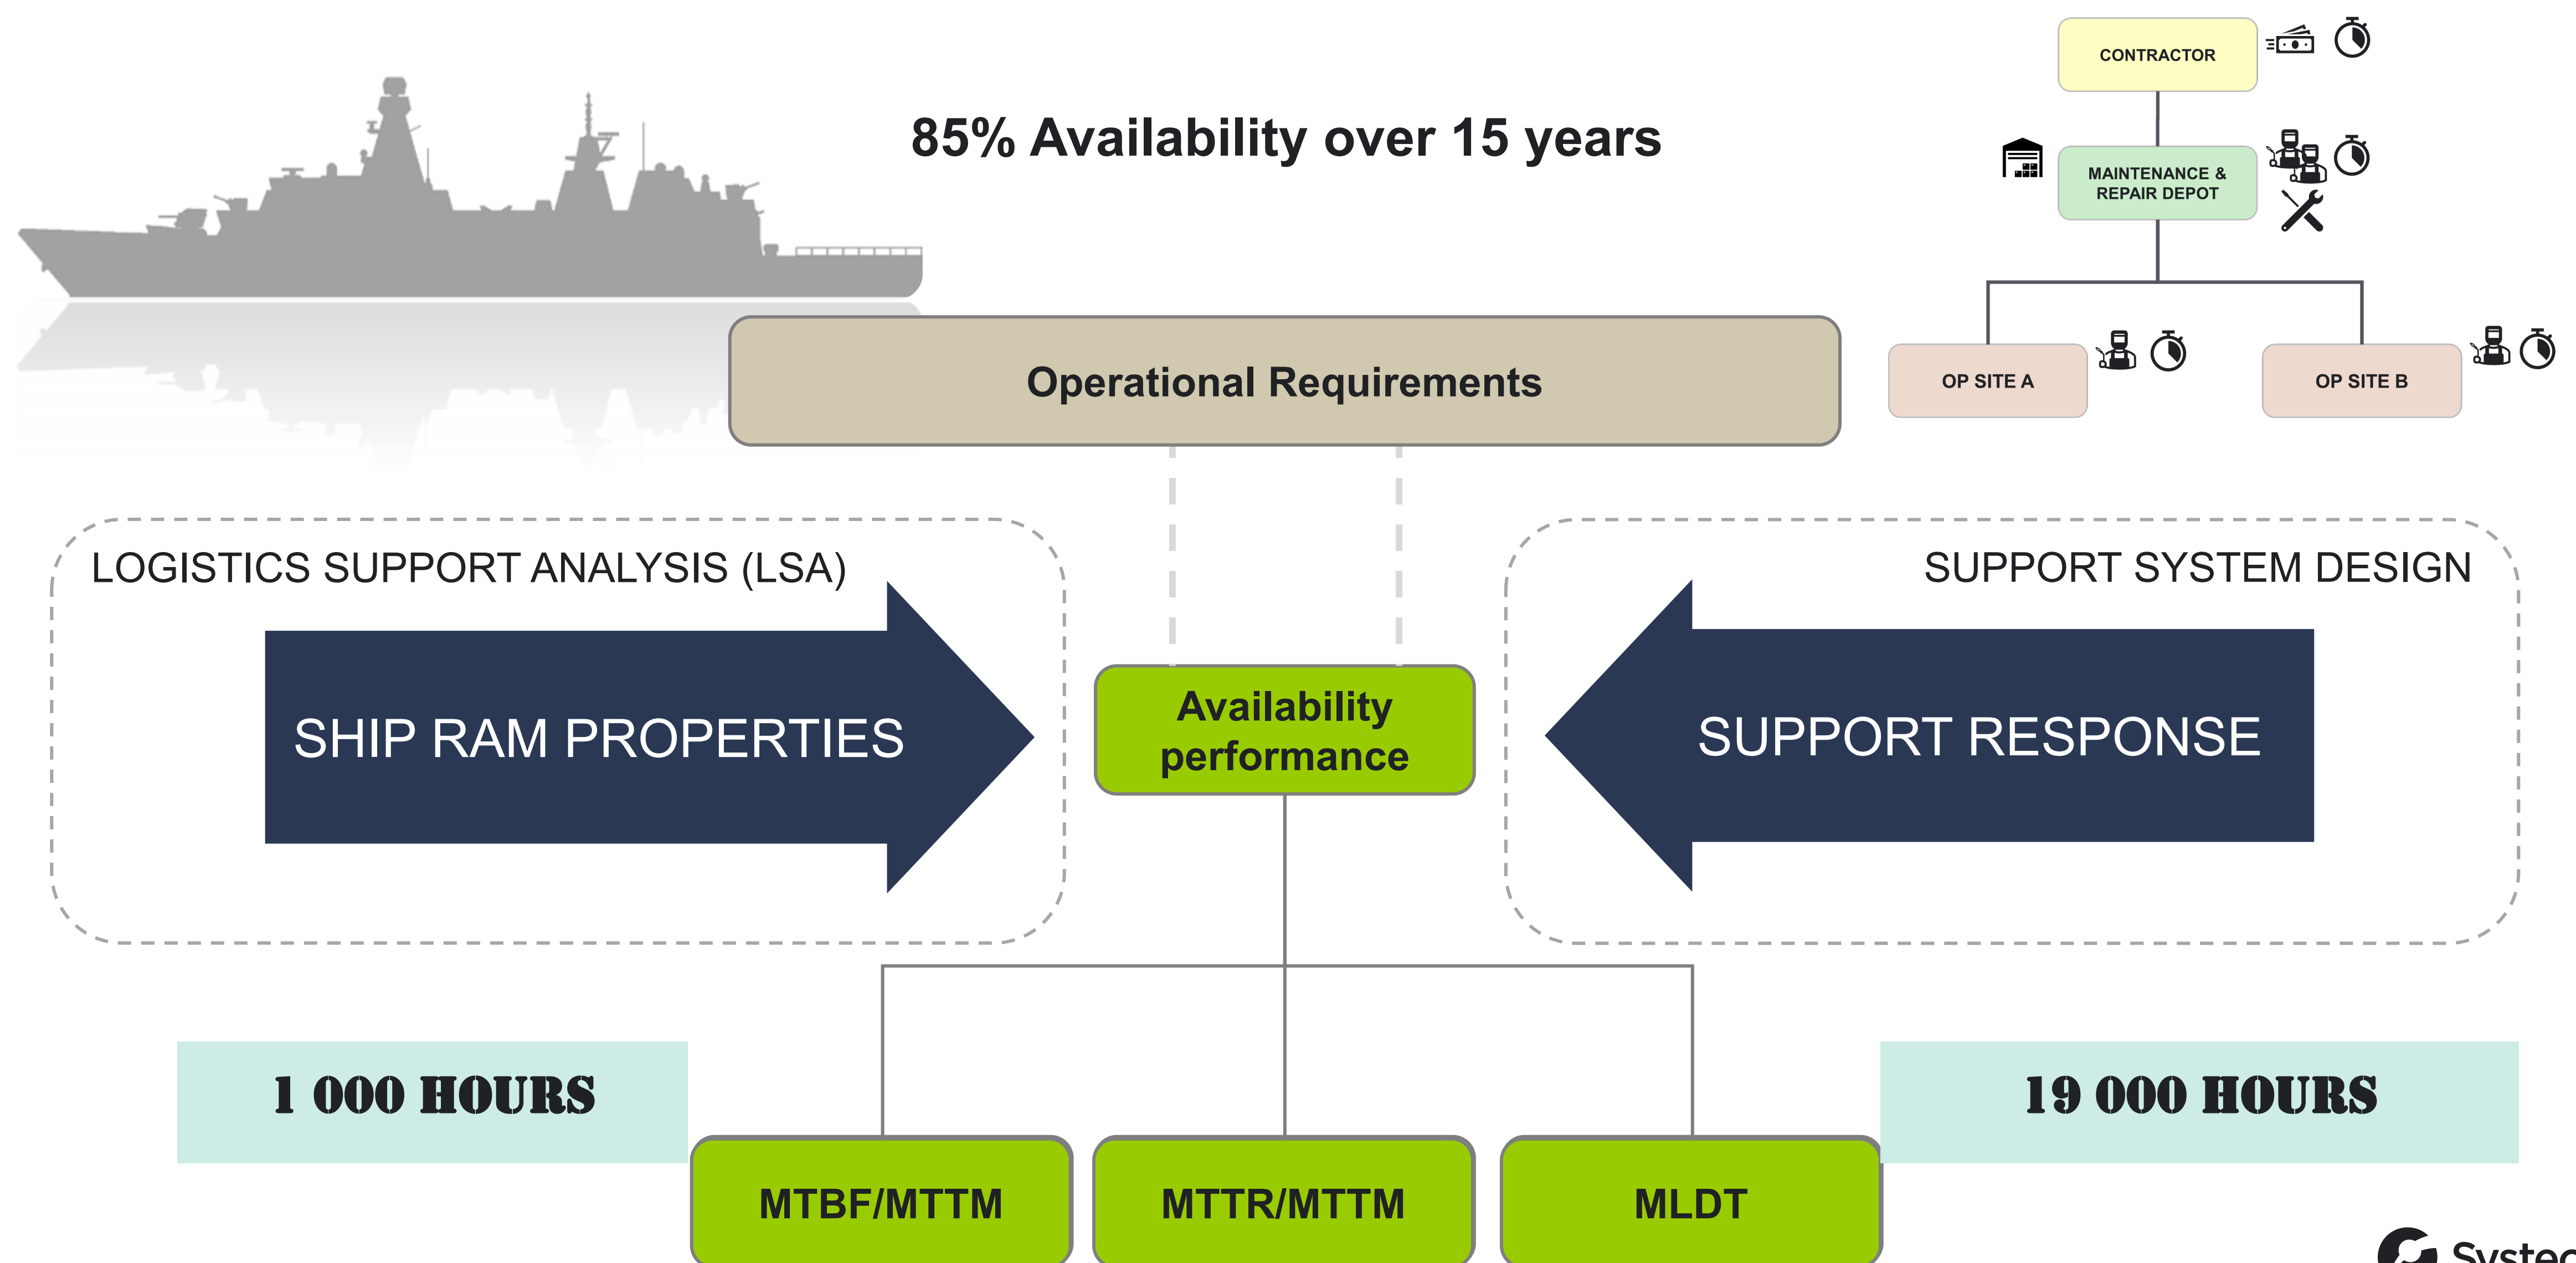 85% Availability over 15 years
CONTRACTOR
MAINTENANCE &
REPAIR DEPOT
OP SITE A
OP SITE B
Operational Requirements
LOGISTICS SUPPORT ANALYSIS (LSA)
SUPPORT SYSTEM DESIGN
SHIP RAM PROPERTIES
Availability
performance
SUPPORT RESPONSE
1 000 HOURS
19 000 HOURS
MTBF/MTTM
MTTR/MTTM
MLDT